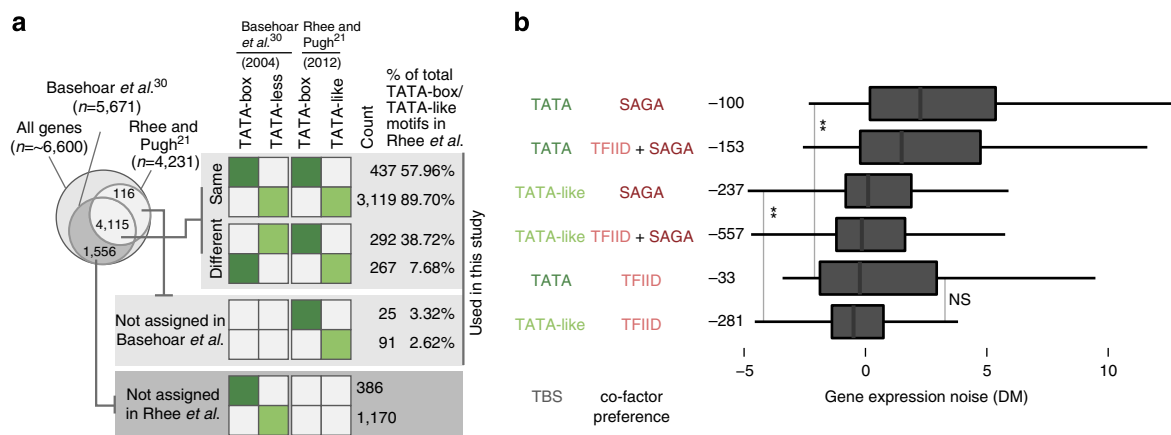 a
Basehoar et al.30
(n=5,671)
All genes
(n=~6,600)
Rhee and
Pugh21
(n=4,231)
116
4,115
1,556
Basehoar
et al.30
(2004)
Rhee and
Pugh21
(2012)
TATA-box
TATA-less
TATA-box
TATA-like
Count
% of total
TATA-box/
TATA-like
motifs in
Rhee et al.
Same
437 57.96%
3,119 89.70%
Different
292 38.72%
267 7.68%
Not assigned in
Basehoar et al.
25 3.32%
91 2.62%
Used in this study
Not assigned
in Rhee et al.
386
1,170
b
TATA SAGA –100
TATA TFIID + SAGA –153
TATA-like SAGA –237
TATA-like TFIID + SAGA –557
TATA TFIID –33
TATA-like TFIID –281
**
**
NS
–5 0 5 10
Gene expression noise (DM)
TBS
co-factor
preference